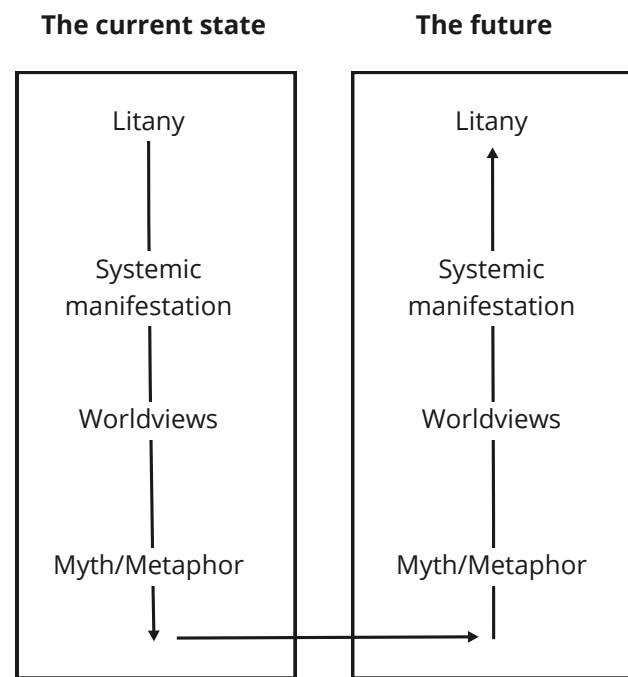 The current state
Litany
Systemic
manifestation
Worldviews
Myth/Metaphor
The future
Litany
Systemic
manifestation
Worldviews
Myth/Metaphor